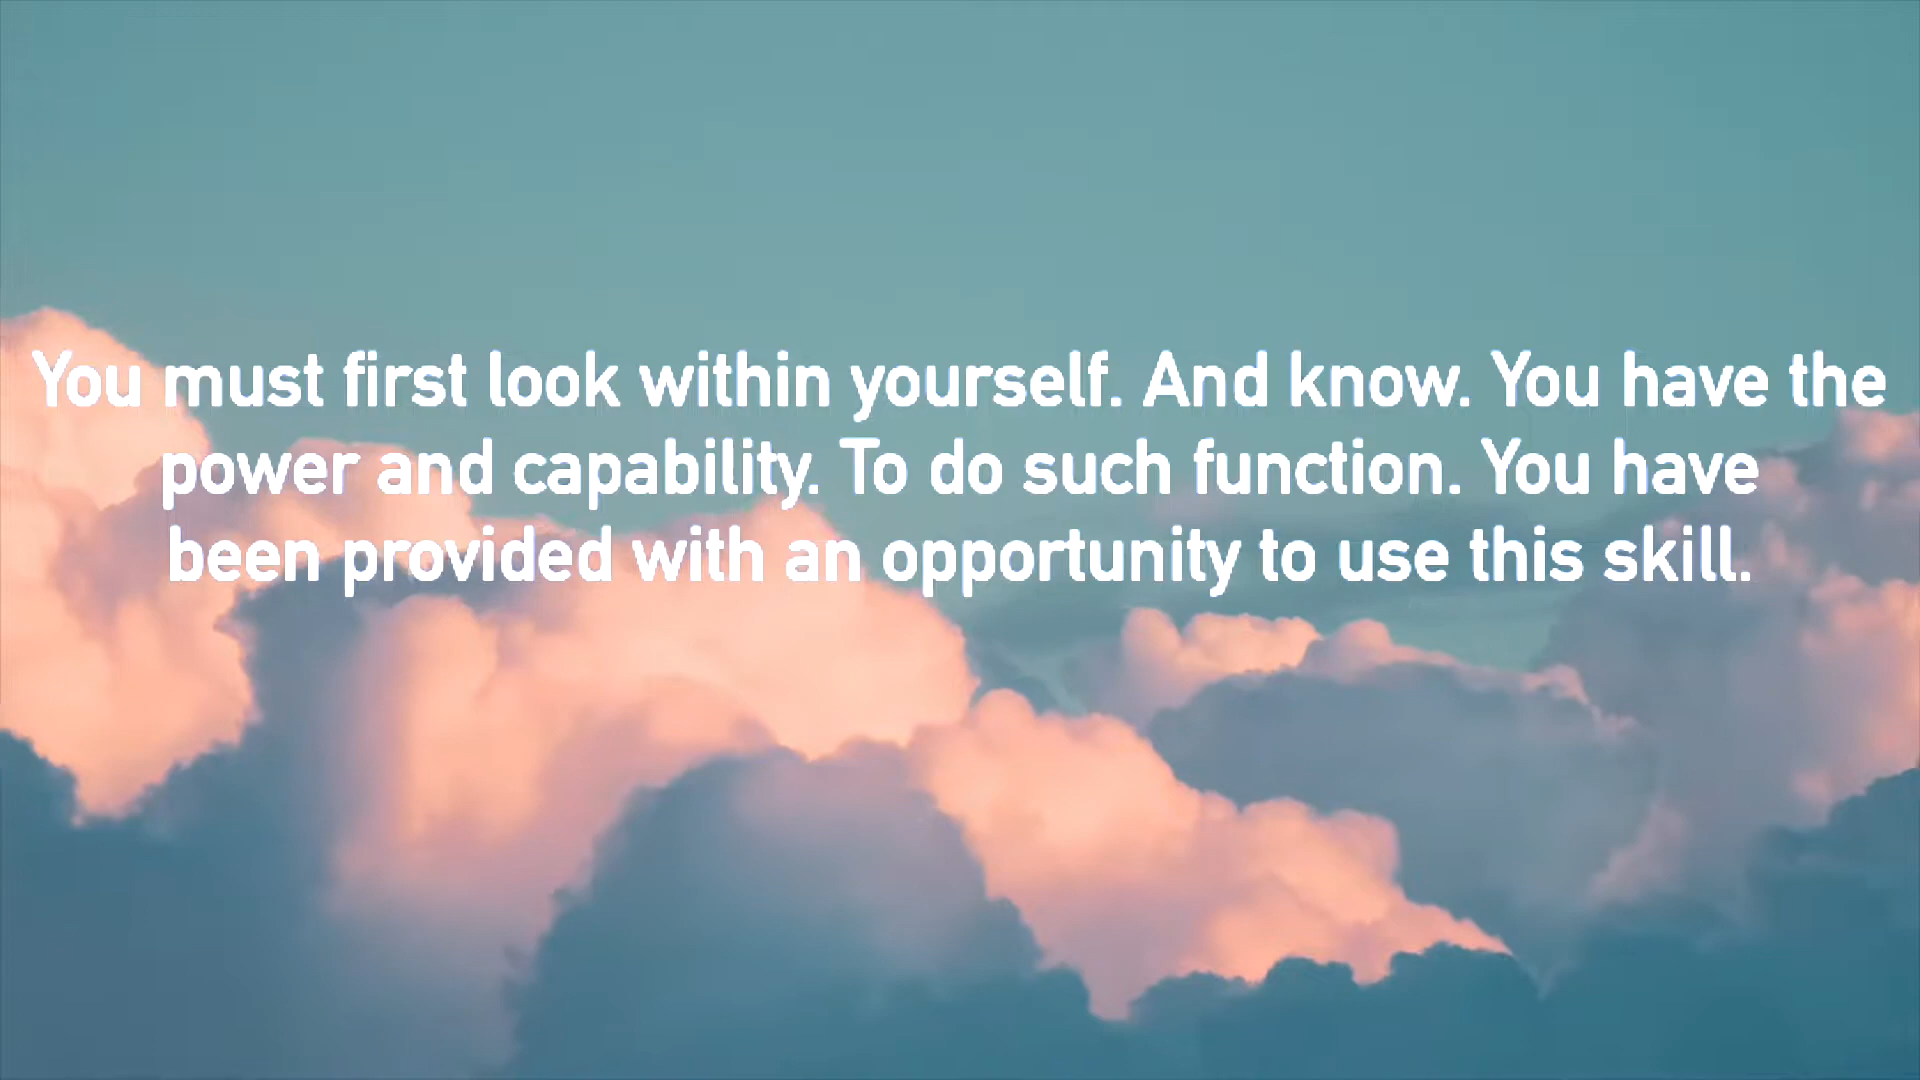 You must first look within yourself. And know. You have the
power and capability. To do such function. You have
been provided with an opportunity to use this skill.